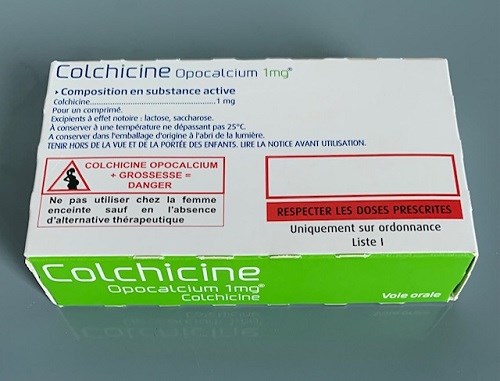 Colchicine Opocalcium 1mg®
▸ Composition en substance active
Colchicine...................................................1 mg
Pour un comprimé.
Excipients à effet notoire : lactose, saccharose.
À conserver à une température ne dépassant pas 25°C.
A conserver dans l'emballage d'origine à l'abri de la lumière.
TENIR HORS DE LA VUE ET DE LA PORTÉE DES ENFANTS. LIRE LA NOTICE AVANT UTILISATION.
COLCHICINE OPOCALCIUM
+ GROSSESSE =
DANGER
Ne pas utiliser chez la femme
enceinte sauf en l'absence
d'alternative thérapeutique
RESPECTER LES DOSES PRESCRITES
Uniquement sur ordonnance
Liste I
Colchicine
Opocalcium 1mg®
Colchicine
Voie orale